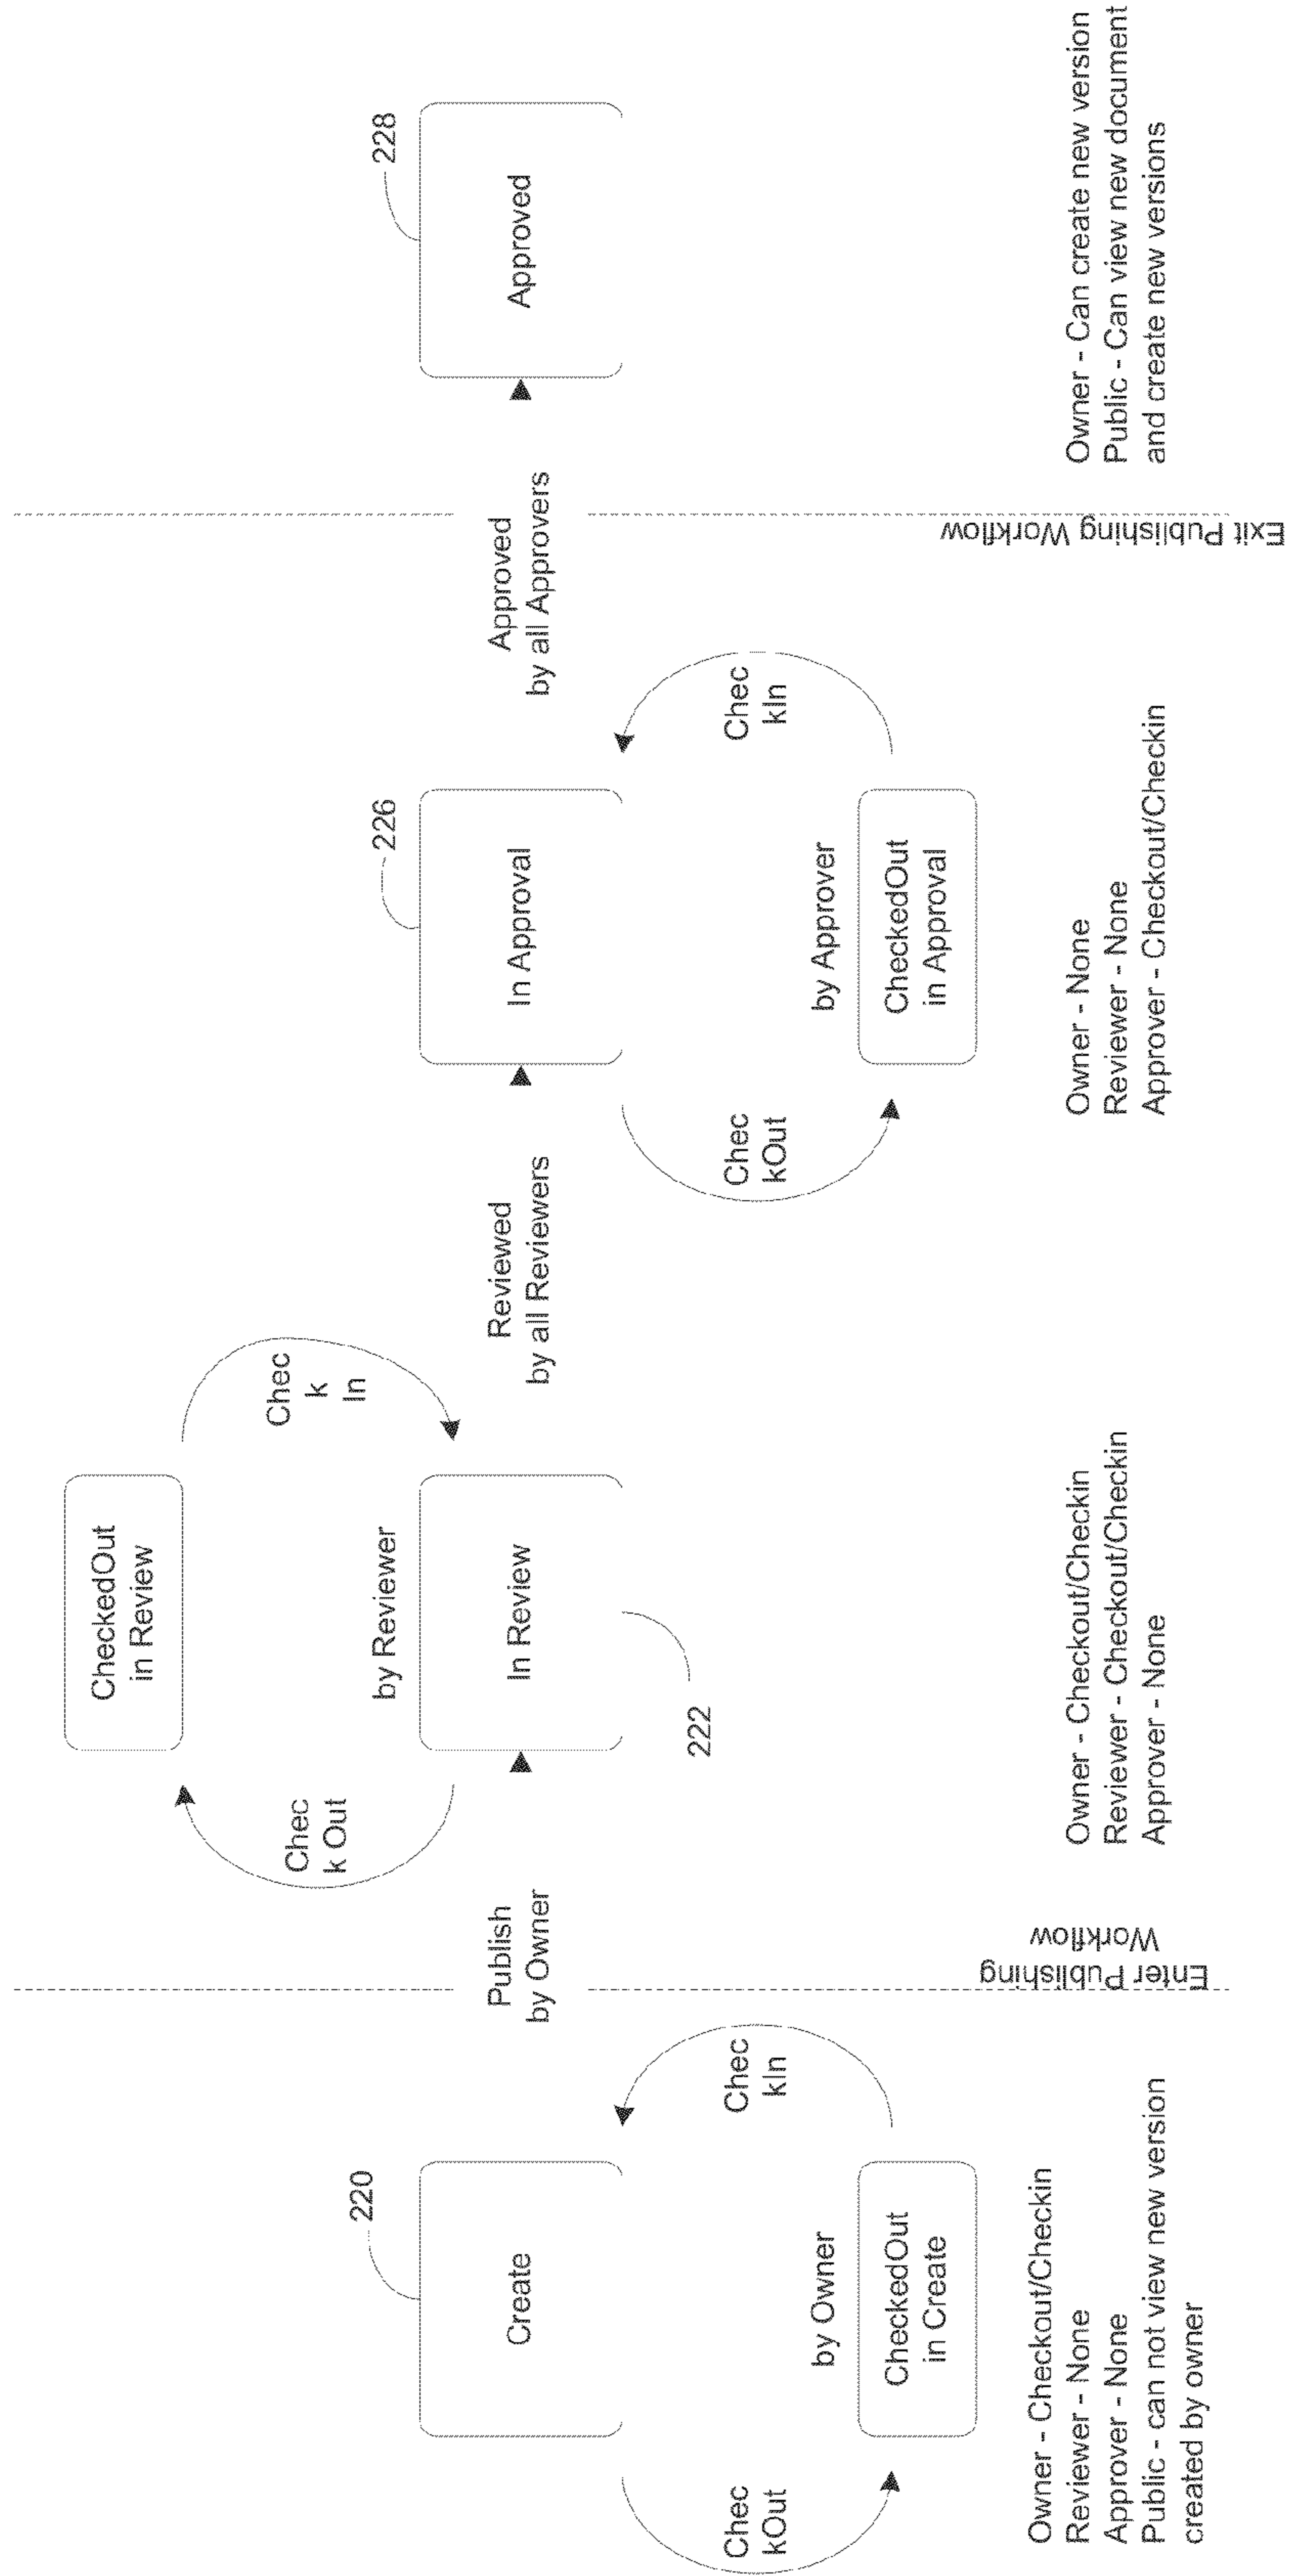 220
Create
Chec
kOut
Chec
kIn
by Owner
CheckedOut
in Create
Owner - Checkout/Checkin
Reviewer - None
Approver - None
Public - can not view new version
created by owner
Publish
by Owner
Enter Publishing
Workflow
CheckedOut
in Review
Chec
k Out
Chec
k
In
by Reviewer
In Review
222
Owner - Checkout/Checkin
Reviewer - Checkout/Checkin
Approver - None
Reviewed
by all Reviewers
226
In Approval
Chec
kOut
Chec
kIn
by Approver
CheckedOut
in Approval
Owner - None
Reviewer - None
Approver - Checkout/Checkin
Approved
by all Approvers
Exit Publishing Workflow
228
Approved
Owner - Can create new version
Public - Can view new document
and create new versions